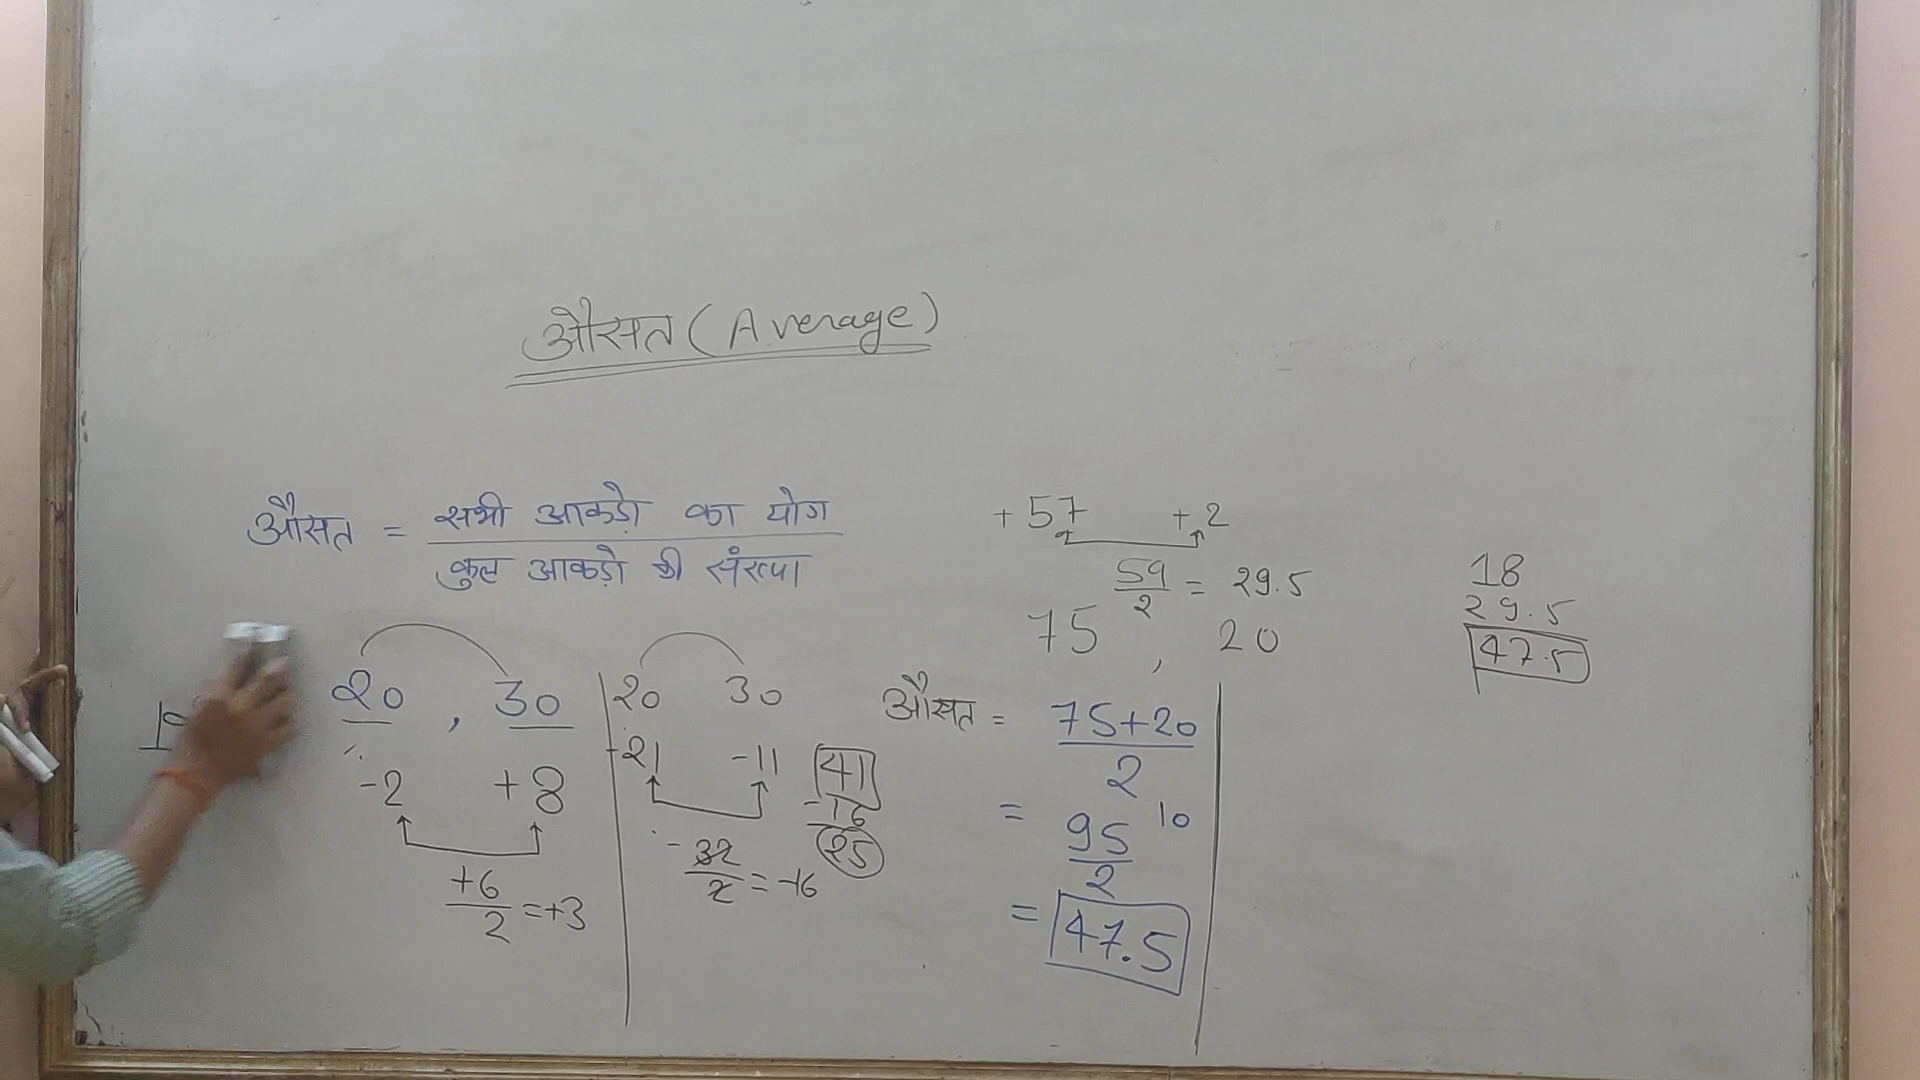 औसत (Average)
औसत = सभी आकडो का योग
कुल आकड़ो की संख्या
+57 +2
59/2 = 29.5
75 , 20
18
29.5
47.5
20 , 30
-2 +8
+6/2 = +3
20 30
-21 -11
-32/2 = -16
41
-16
25
औसत = 75+20
2
= 95/2 10
= 47.5